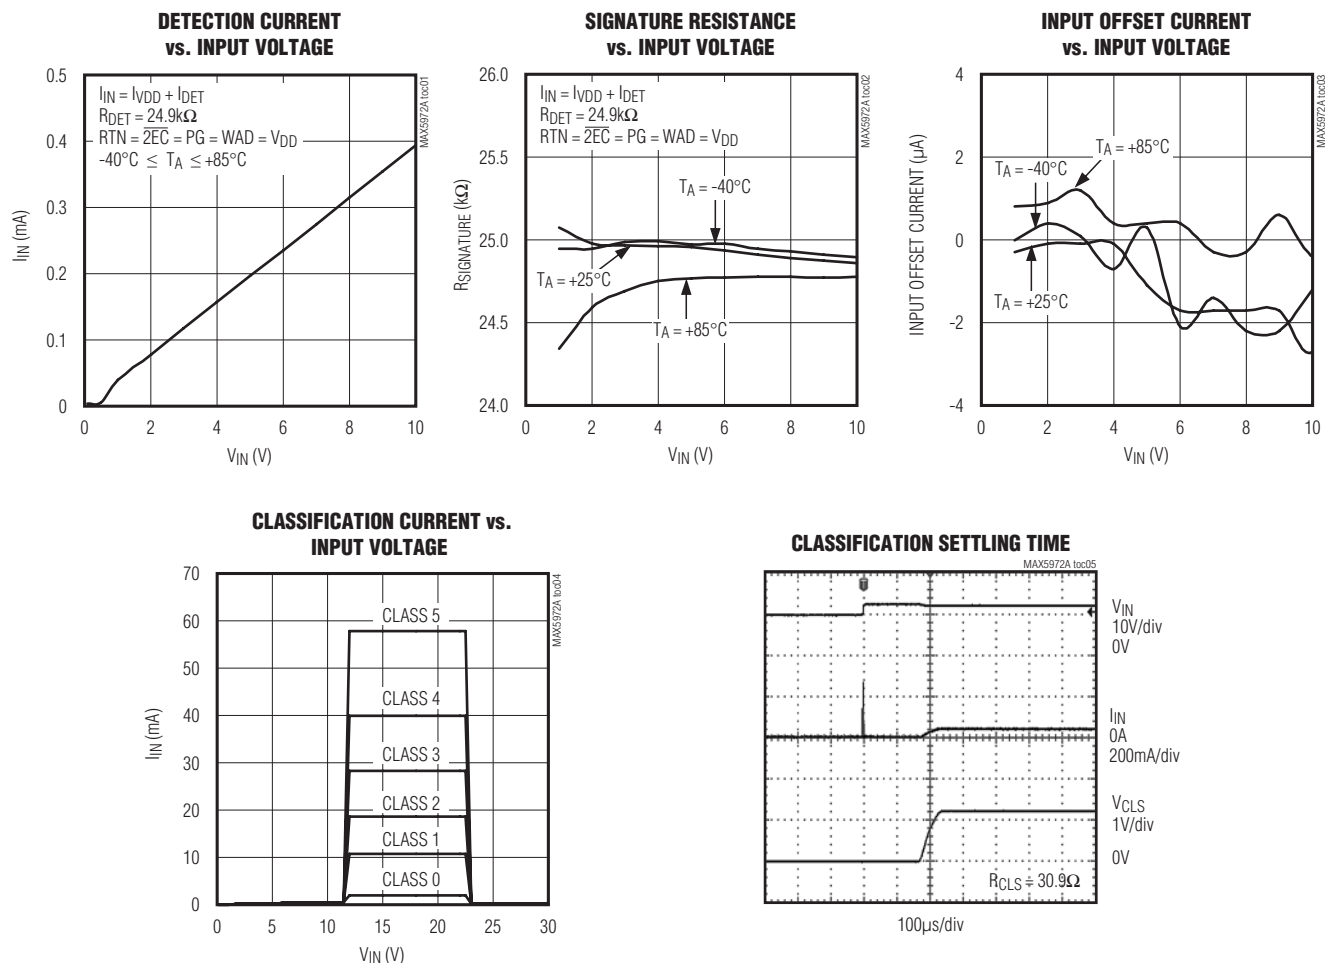 DETECTION CURRENT
vs. INPUT VOLTAGE
MAX5972A toc01
0.5
0.4
0.3
0.2
0.1
0
IIN (mA)
IIN = IVDD + IDET
RDET = 24.9kΩ
RTN = 2EC = PG = WAD = VDD
-40°C ≤ TA ≤ +85°C
0 2 4 6 8 10
VIN (V)
SIGNATURE RESISTANCE
vs. INPUT VOLTAGE
MAX5972A toc02
26.0
25.5
25.0
24.5
24.0
RSIGNATURE (kΩ)
IIN = IVDD + IDET
RDET = 24.9kΩ
RTN = 2EC = PG = WAD = VDD
TA = -40°C
TA = +25°C
TA = +85°C
0 2 4 6 8 10
VIN (V)
INPUT OFFSET CURRENT
vs. INPUT VOLTAGE
MAX5972A toc03
4
2
0
-2
-4
INPUT OFFSET CURRENT (µA)
TA = +85°C
TA = -40°C
TA = +25°C
0 2 4 6 8 10
VIN (V)
CLASSIFICATION CURRENT vs.
INPUT VOLTAGE
MAX5972A toc04
70
60
50
40
30
20
10
0
IIN (mA)
CLASS 5
CLASS 4
CLASS 3
CLASS 2
CLASS 1
CLASS 0
0 5 10 15 20 25 30
VIN (V)
CLASSIFICATION SETTLING TIME
MAX5972A toc05
VIN
10V/div
0V
IIN
0A
200mA/div
VCLS
1V/div
0V
RCLS = 30.9Ω
100µs/div